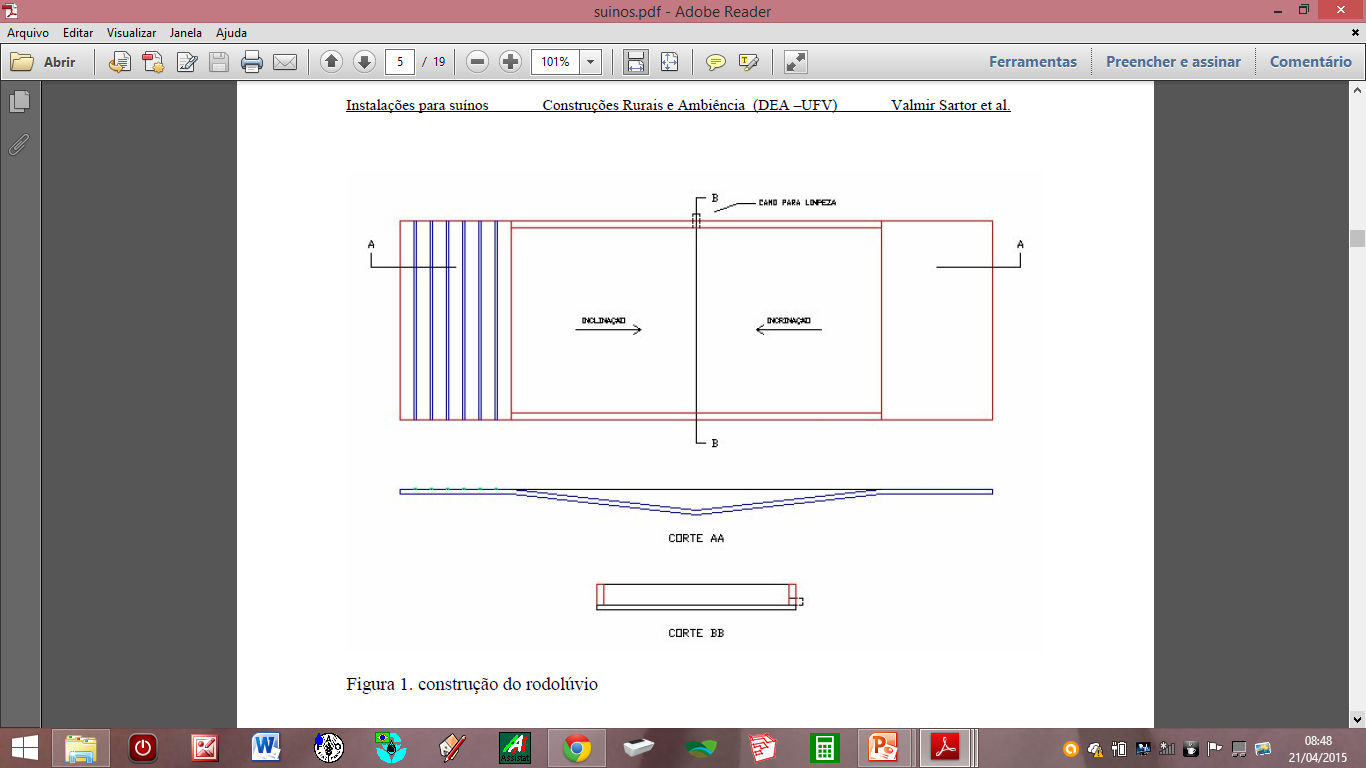 suinos.pdf - Adobe Reader
Arquivo Editar Visualizar Janela Ajuda
Abrir 5 / 19 101% Ferramentas Preencher e assinar Comentário
Instalações para suínos Construções Rurais e Ambiência (DEA –UFV) Valmir Sartor et al.
B
CANO PARA LIMPEZA
A A
INCLINAÇÃO INCRINAÇÃO
B
CORTE AA
CORTE BB
Figura 1. construção do rodolúvio
Assistat
08:48
21/04/2015